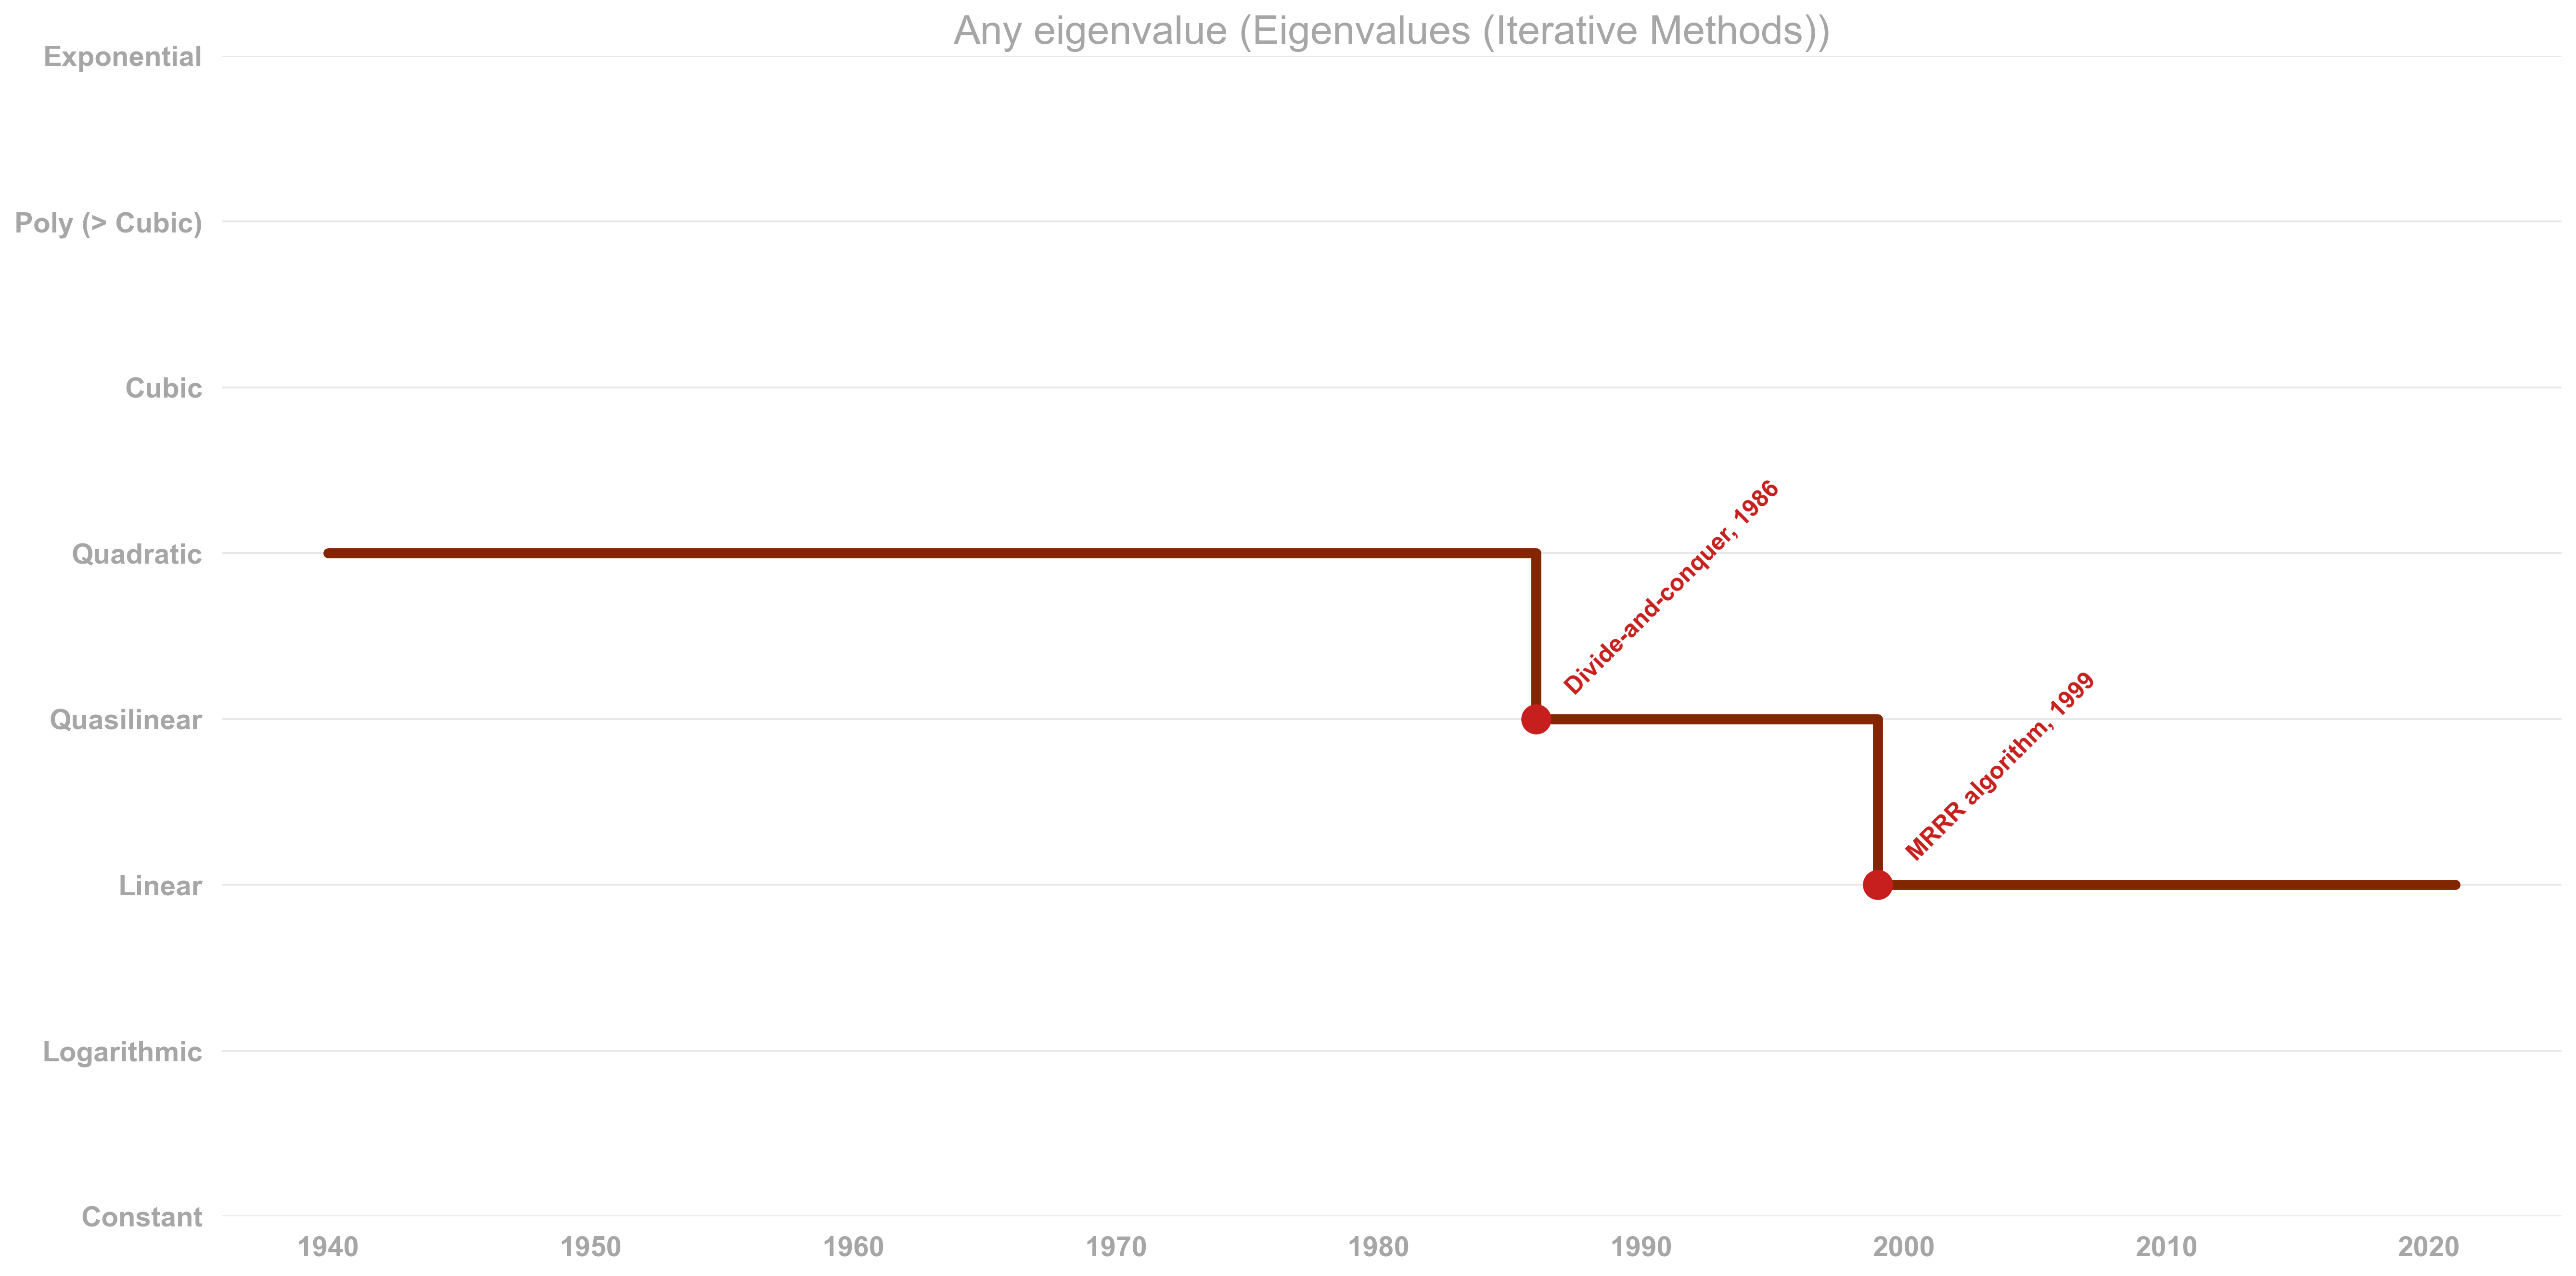 Any eigenvalue (Eigenvalues (Iterative Methods))
Exponential
Poly (> Cubic)
Cubic
Quadratic
Quasilinear
Linear
Logarithmic
Constant
Divide-and-conquer, 1986
MRRR algorithm, 1999
1940 1950 1960 1970 1980 1990 2000 2010 2020